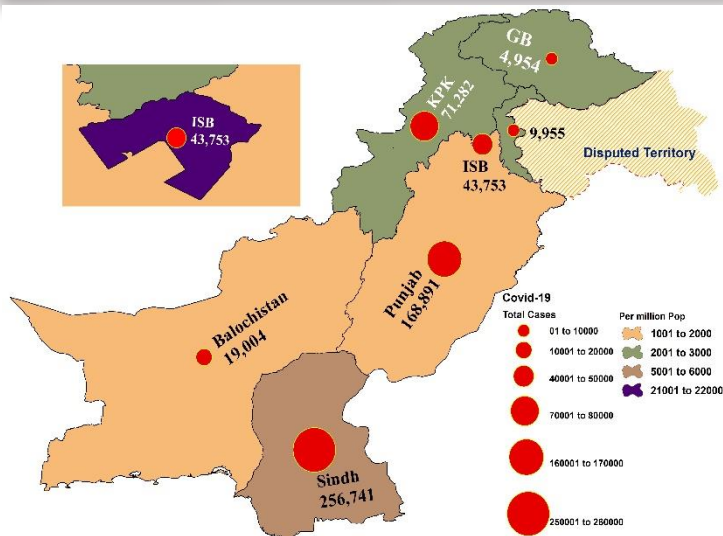 GB
4,954
KPK
71,282
ISB
43,753
9,955
Disputed Territory
ISB
43,753
Punjab
168,891
Balochistan
19,004
Sindh
256,741
Covid-19
Total Cases
01 to 10000
10001 to 20000
40001 to 50000
70001 to 80000
160001 to 170000
250001 to 260000
Per million Pop
1001 to 2000
2001 to 3000
5001 to 6000
21001 to 22000